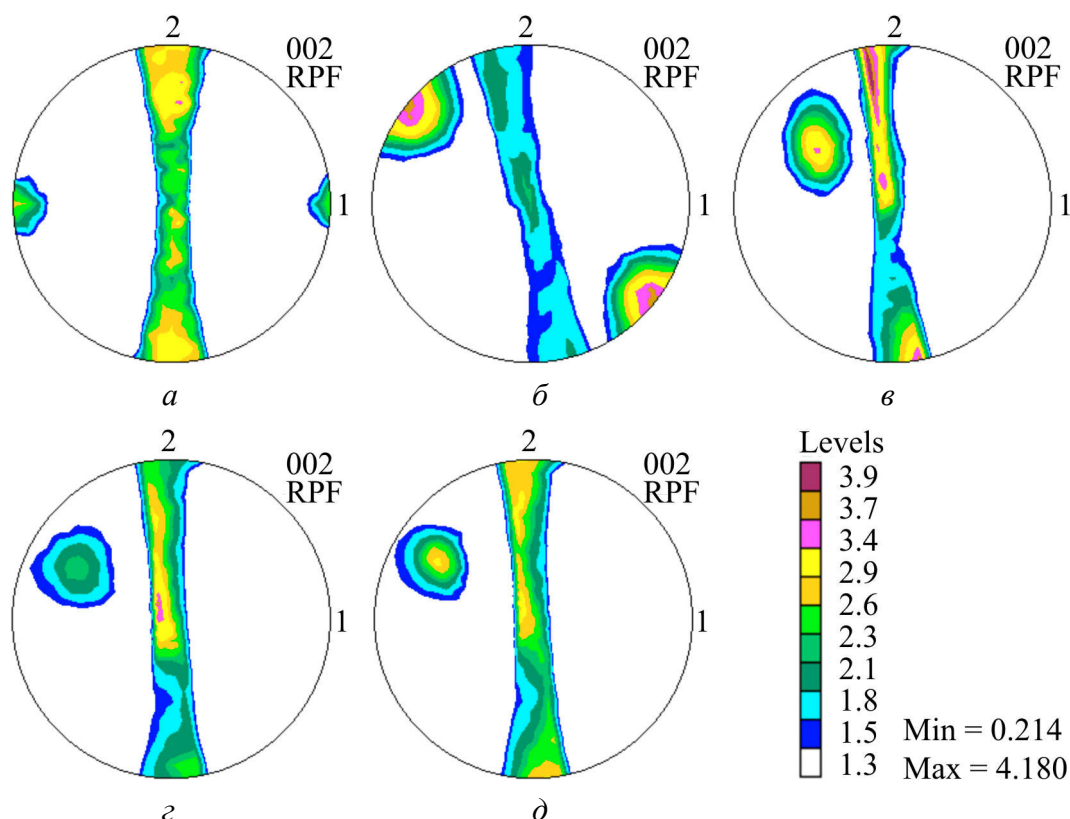 2
002
RPF
1
а
2
002
RPF
1
б
2
002
RPF
1
в
2
002
RPF
1
г
2
002
RPF
1
д
Levels
3.9
3.7
3.4
2.9
2.6
2.3
2.1
1.8
1.5
1.3
Min = 0.214
Max = 4.180